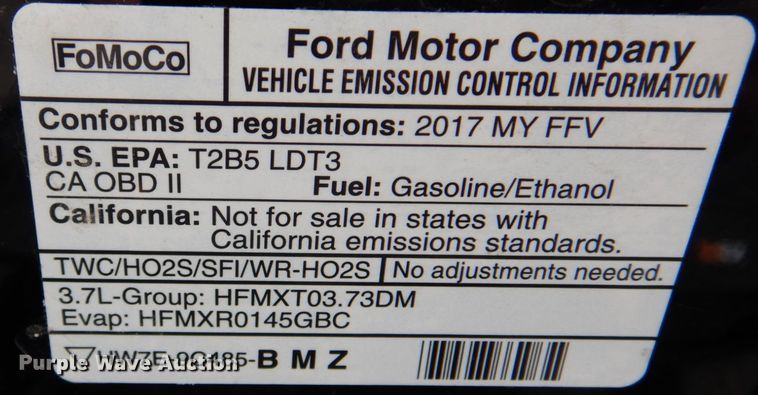 FoMoCo
Ford Motor Company
VEHICLE EMISSION CONTROL INFORMATION
Conforms to regulations: 2017 MY FFV
U.S. EPA: T2B5 LDT3
CA OBD II Fuel: Gasoline/Ethanol
California: Not for sale in states with
California emissions standards.
TWC/HO2S/SFI/WR-HO2S No adjustments needed.
3.7L-Group: HFMXT03.73DM
Evap: HFMXR0145GBC
-B M Z
Purple Wave Auction